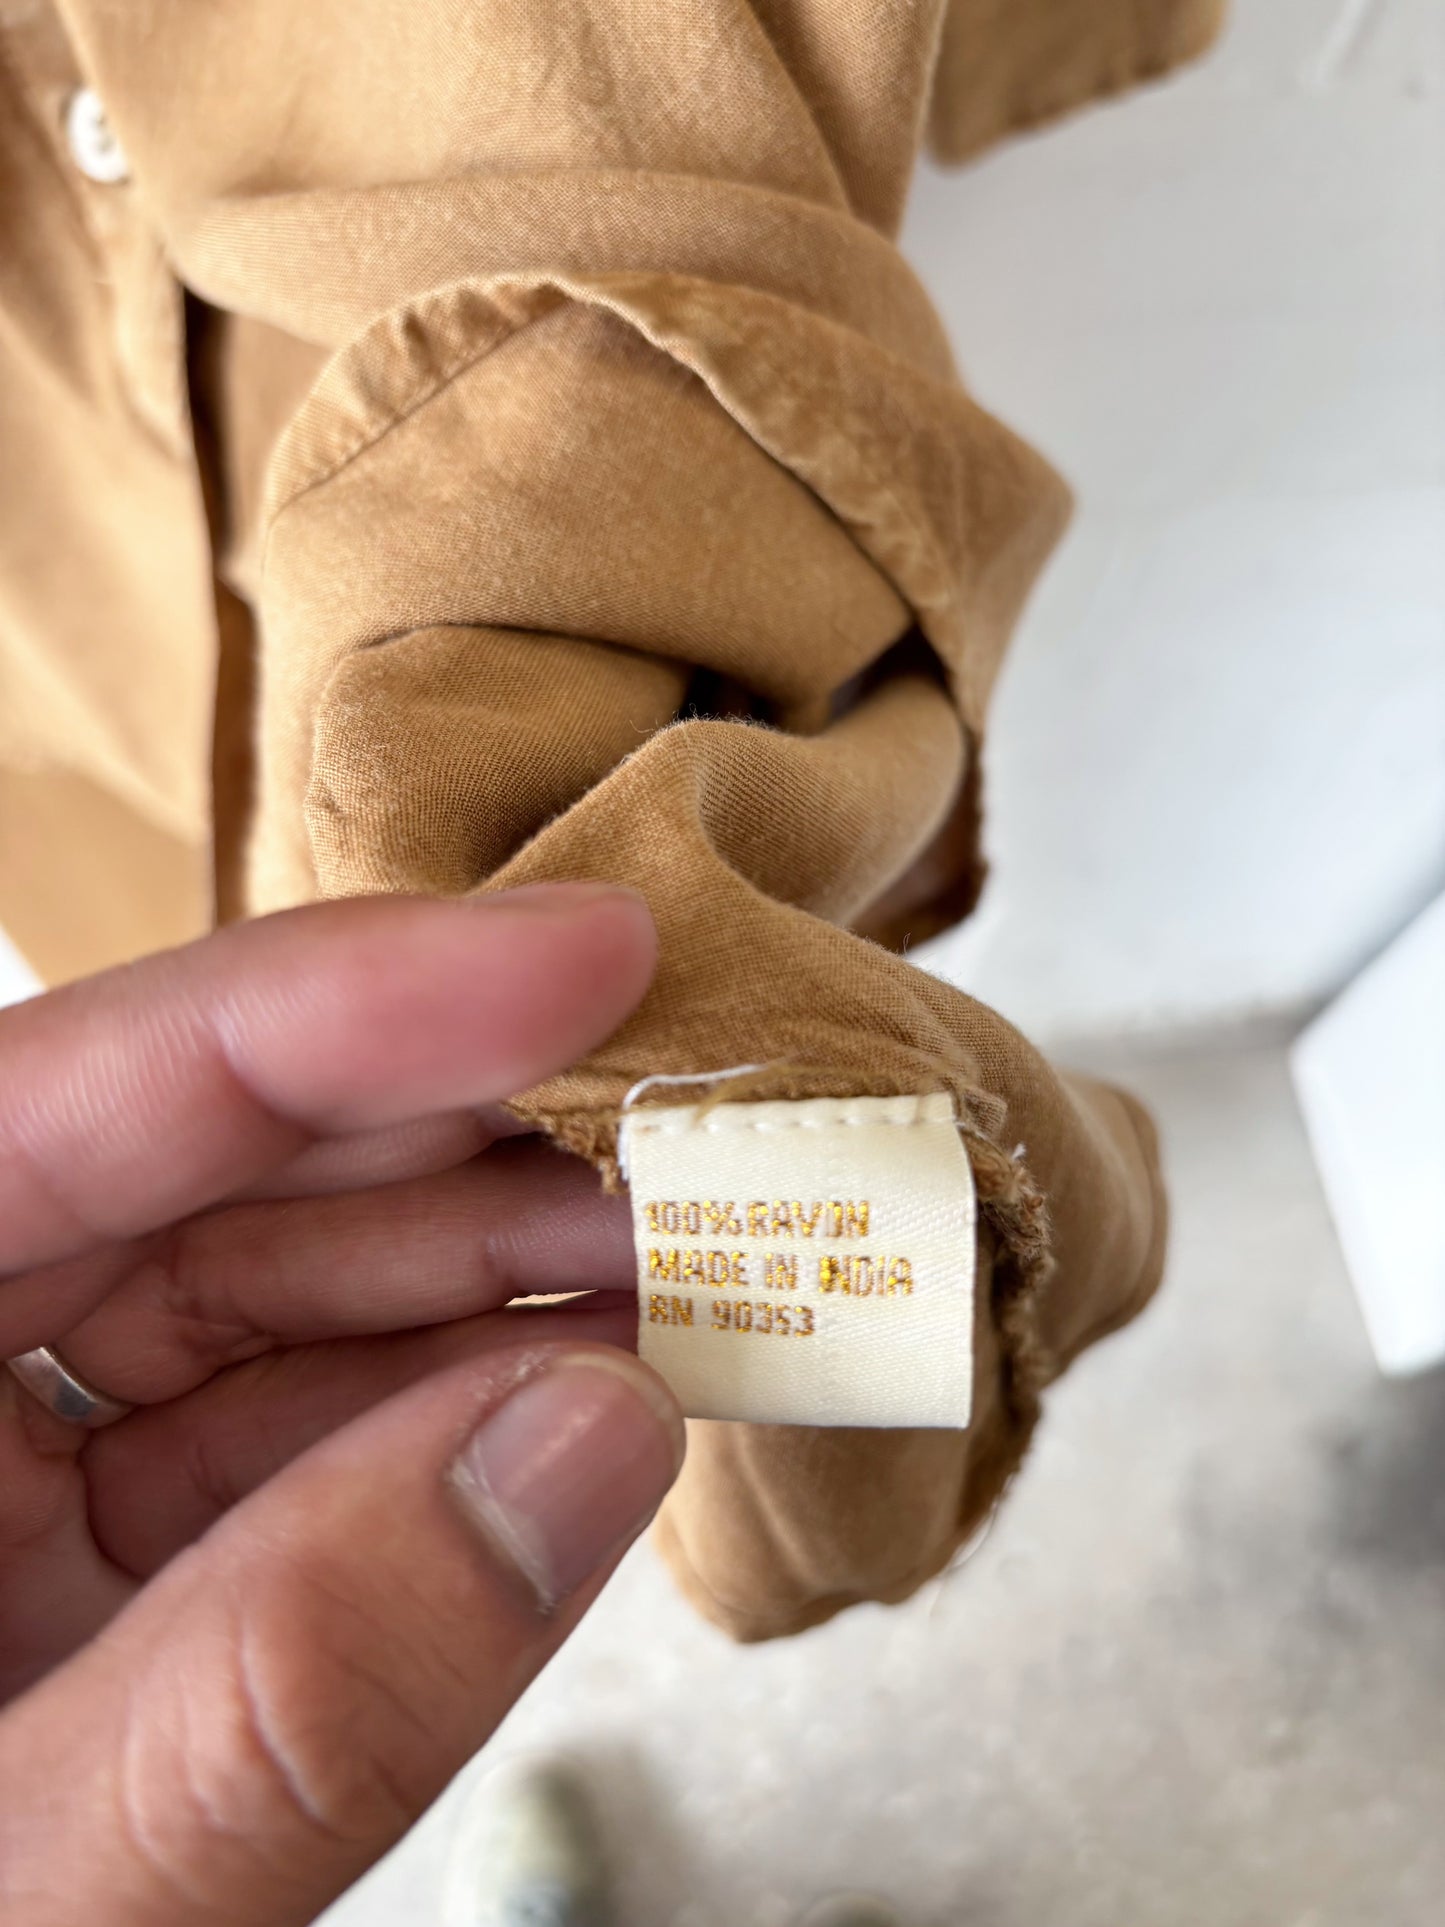 100% RAYON
MADE IN INDIA
RN 90353